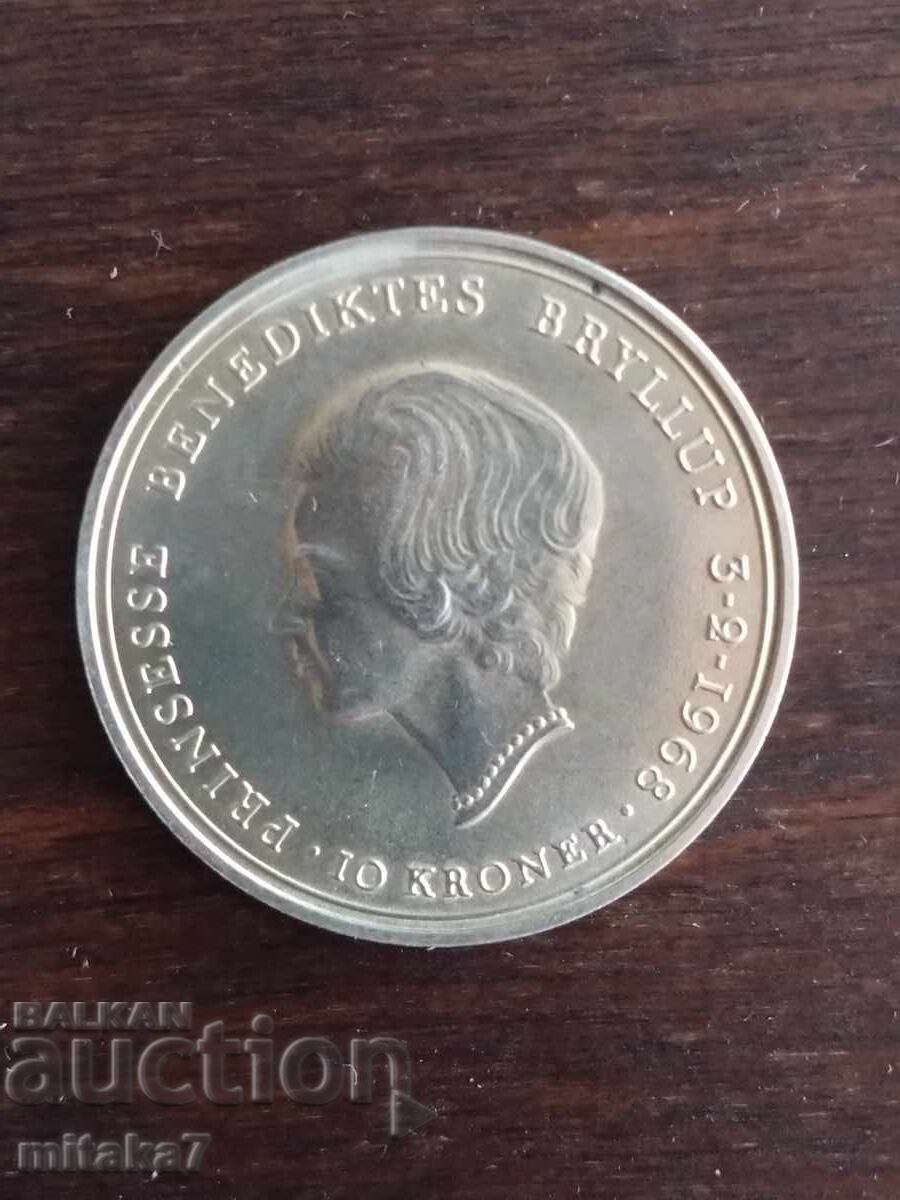 PRINSESSE BENEDIKTES BRYLLUP 3-2-1968 · 10 KRONER ·
BALKAN
auction
mitaka7